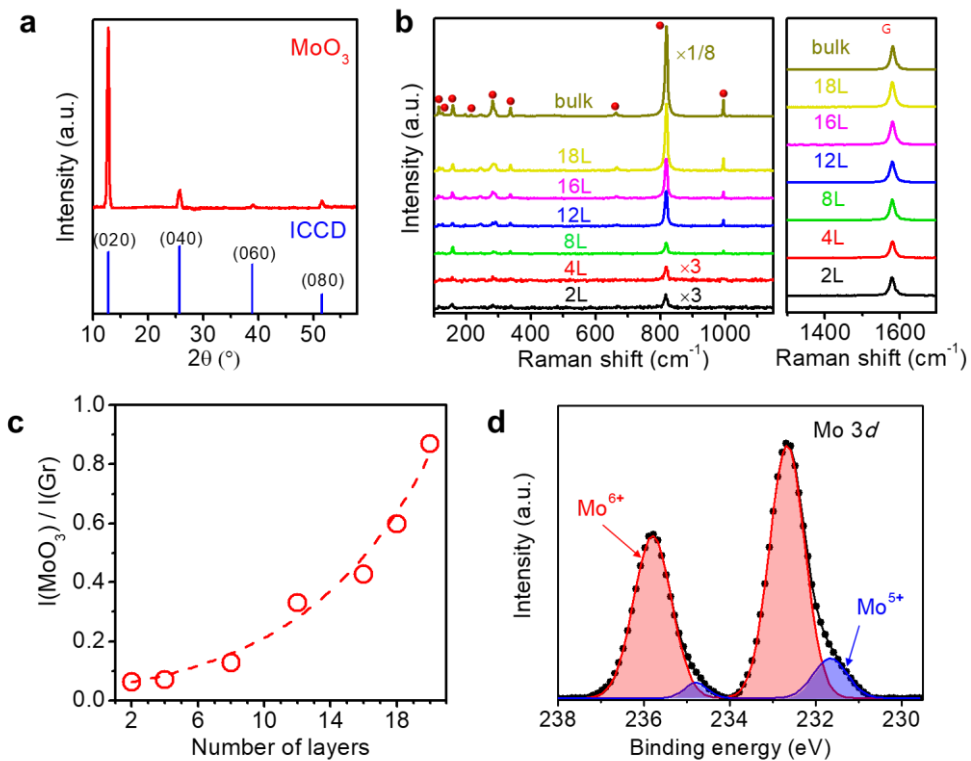 a
MoO₃
ICCD
(020)
(040)
(060)
(080)
Intensity (a.u.)
10 20 30 40 50
2θ (°)
b
×1/8
bulk
18L
16L
12L
8L
4L
×3
2L
×3
Intensity (a.u.)
200 400 600 800 1000
Raman shift (cm⁻¹)
G
bulk
18L
16L
12L
8L
4L
2L
1400 1600
Raman shift (cm⁻¹)
c
I(MoO₃) / I(Gr)
1.0
0.8
0.6
0.4
0.2
0.0
2 6 10 14 18
Number of layers
d
Mo 3d
Mo⁶⁺
Mo⁵⁺
Intensity (a.u.)
238 236 234 232 230
Binding energy (eV)